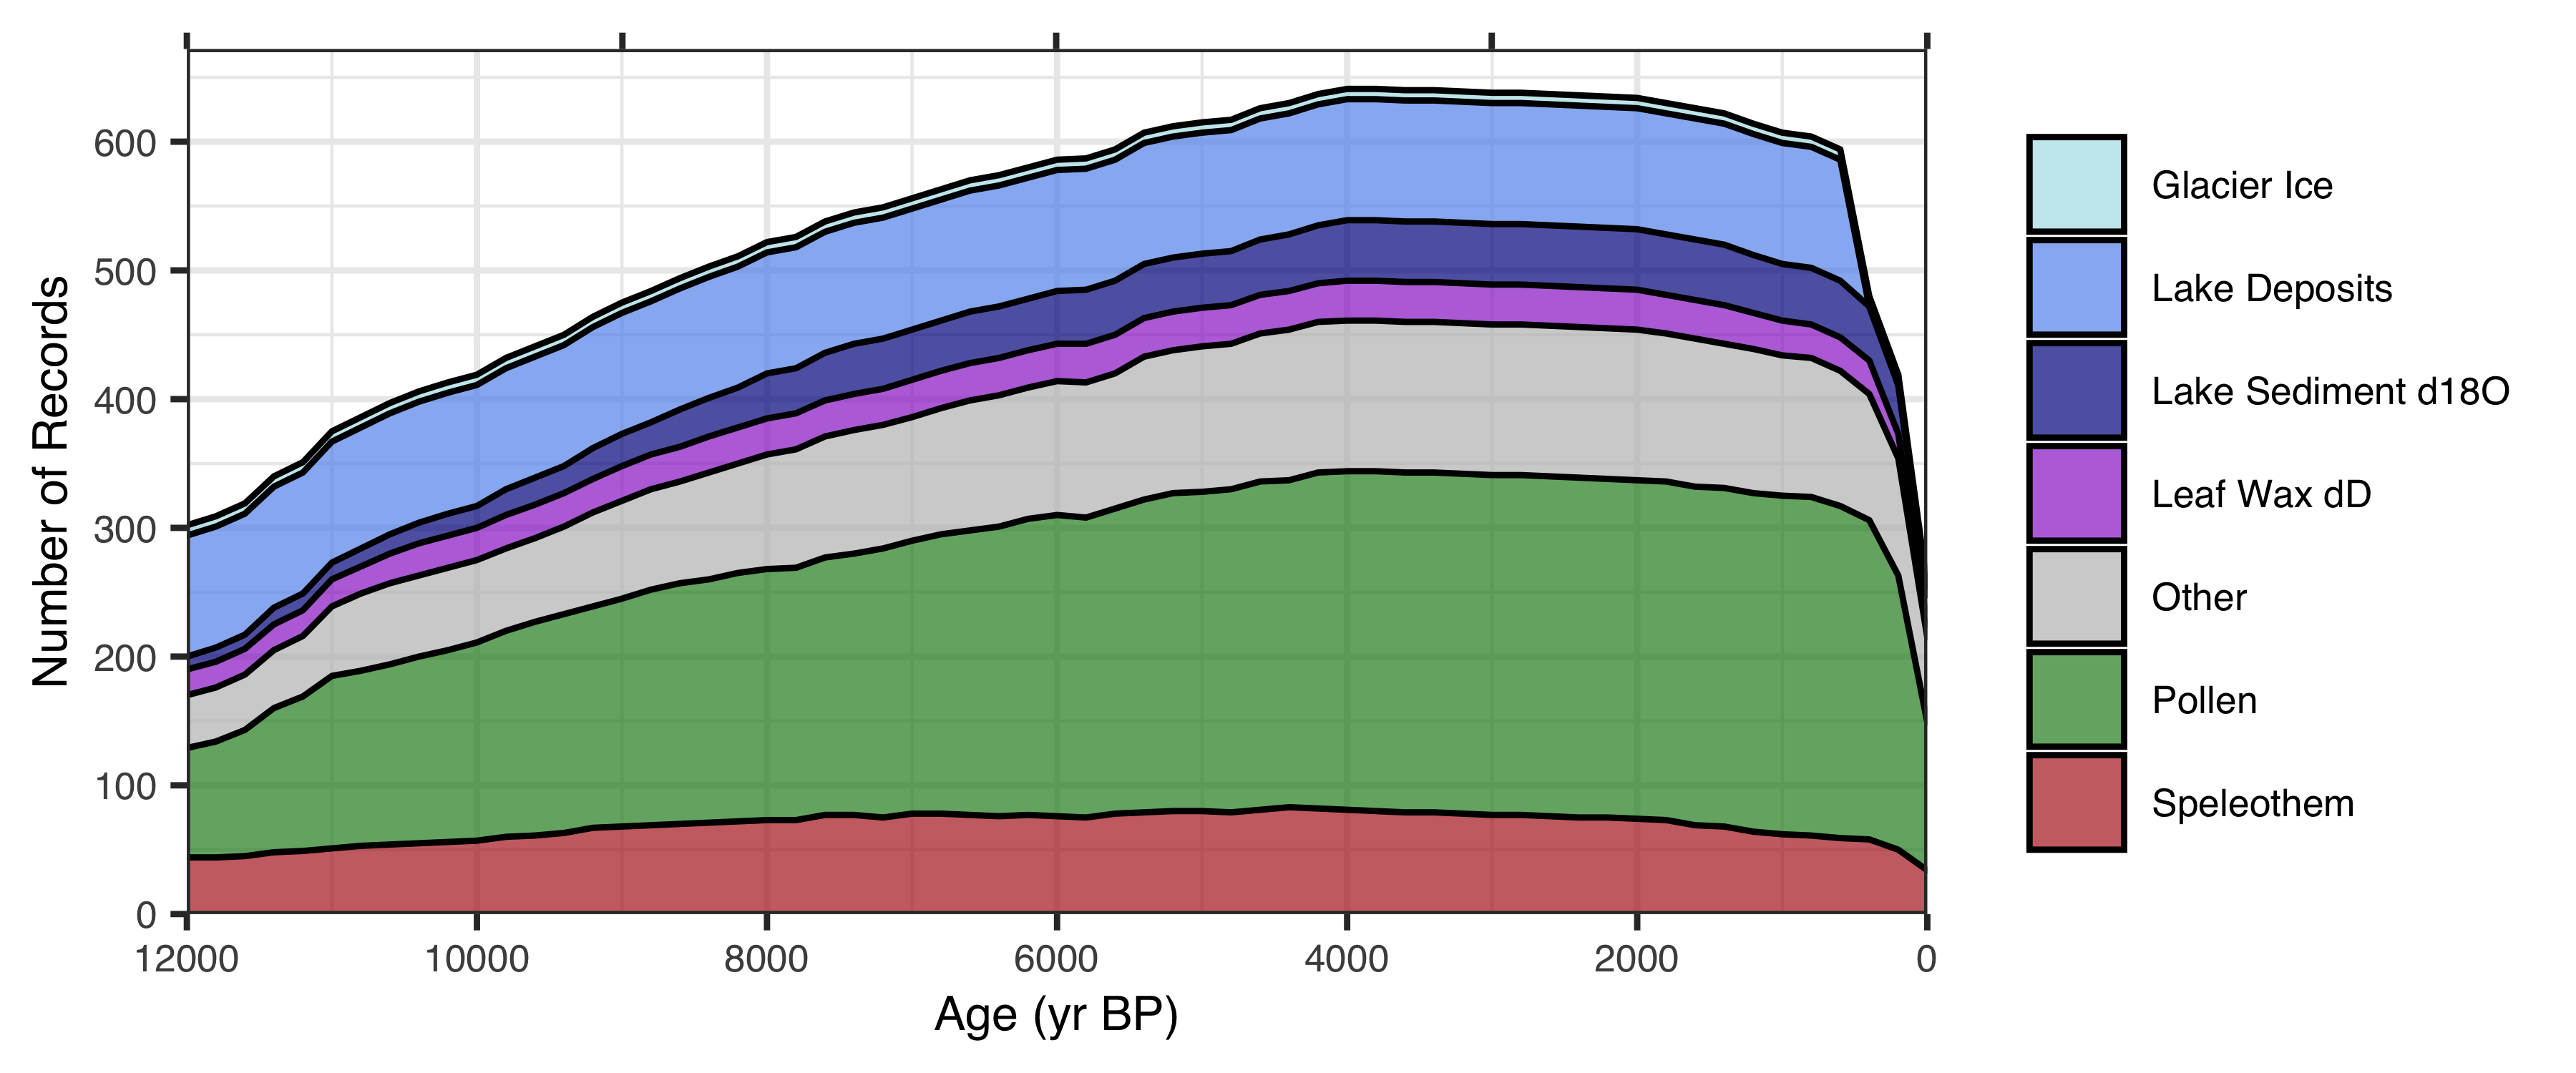 Number of Records
600
500
400
300
200
100
0
12000 10000 8000 6000 4000 2000 0
Age (yr BP)
Glacier Ice
Lake Deposits
Lake Sediment d18O
Leaf Wax dD
Other
Pollen
Speleothem